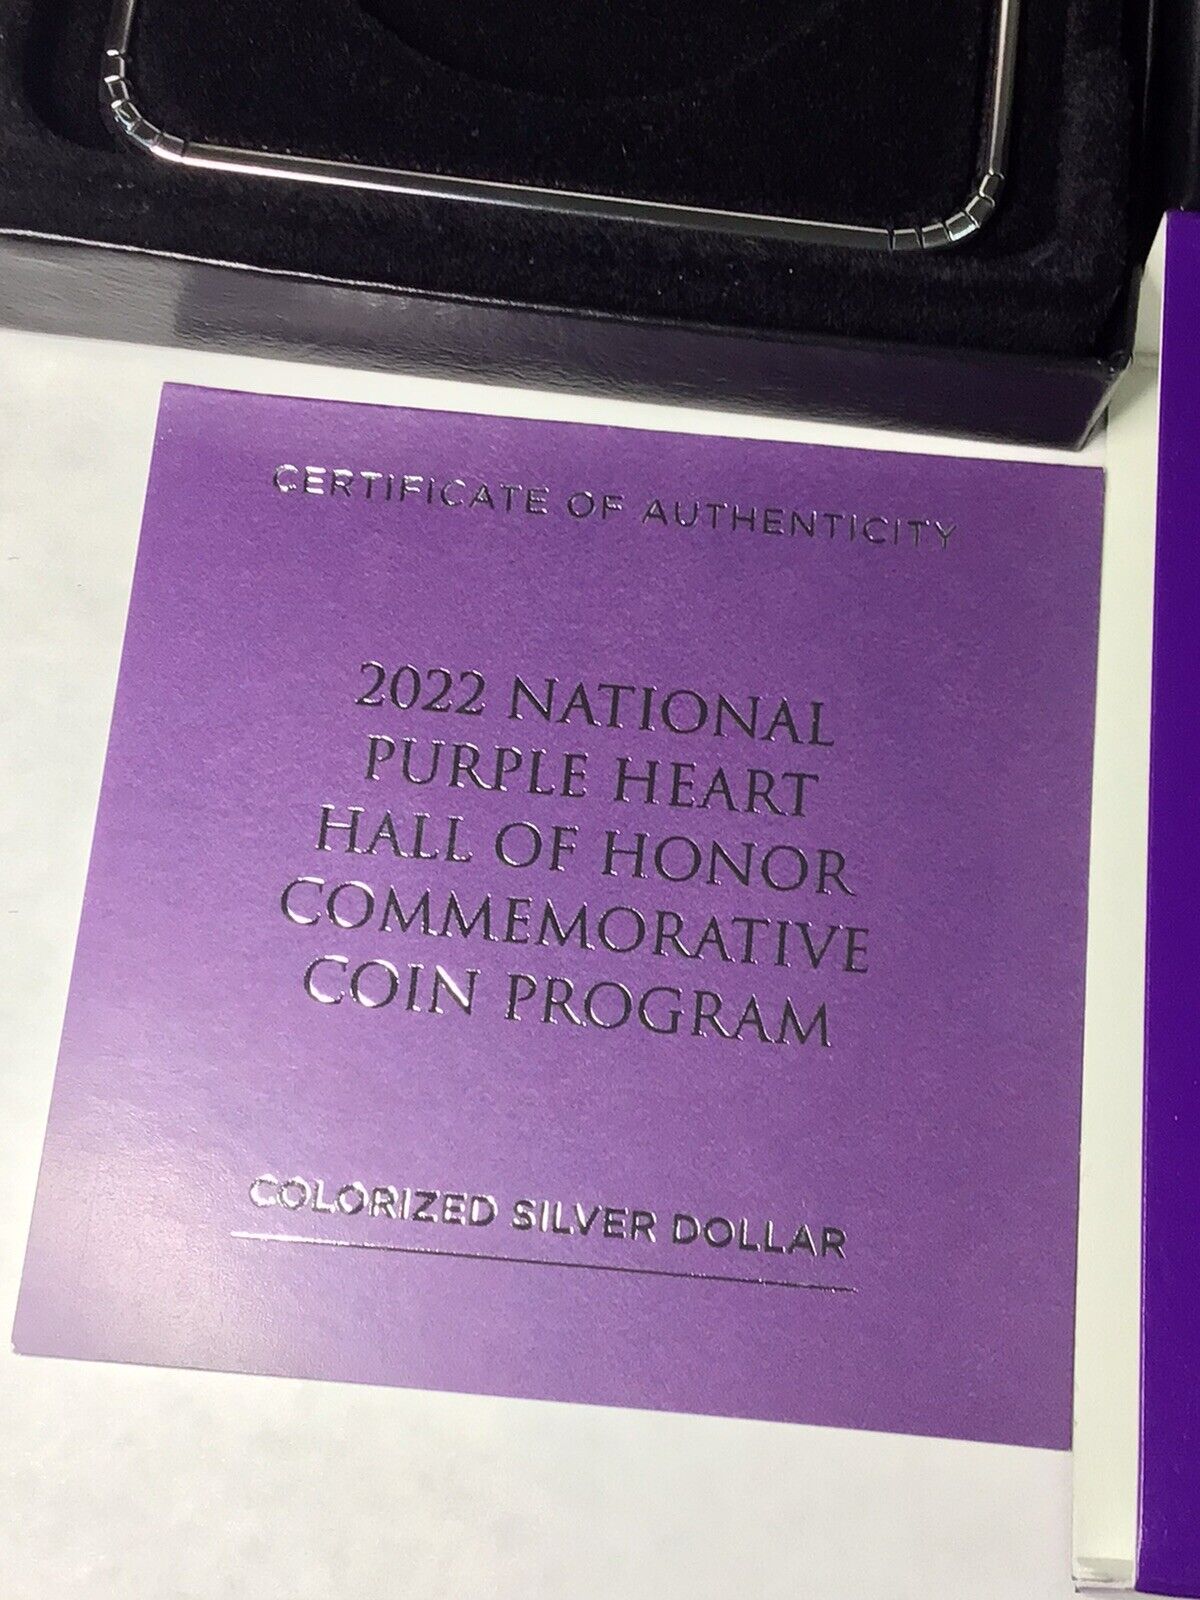 CERTIFICATE OF AUTHENTICITY
2022 NATIONAL
PURPLE HEART
HALL OF HONOR
COMMEMORATIVE
COIN PROGRAM
COLORIZED SILVER DOLLAR